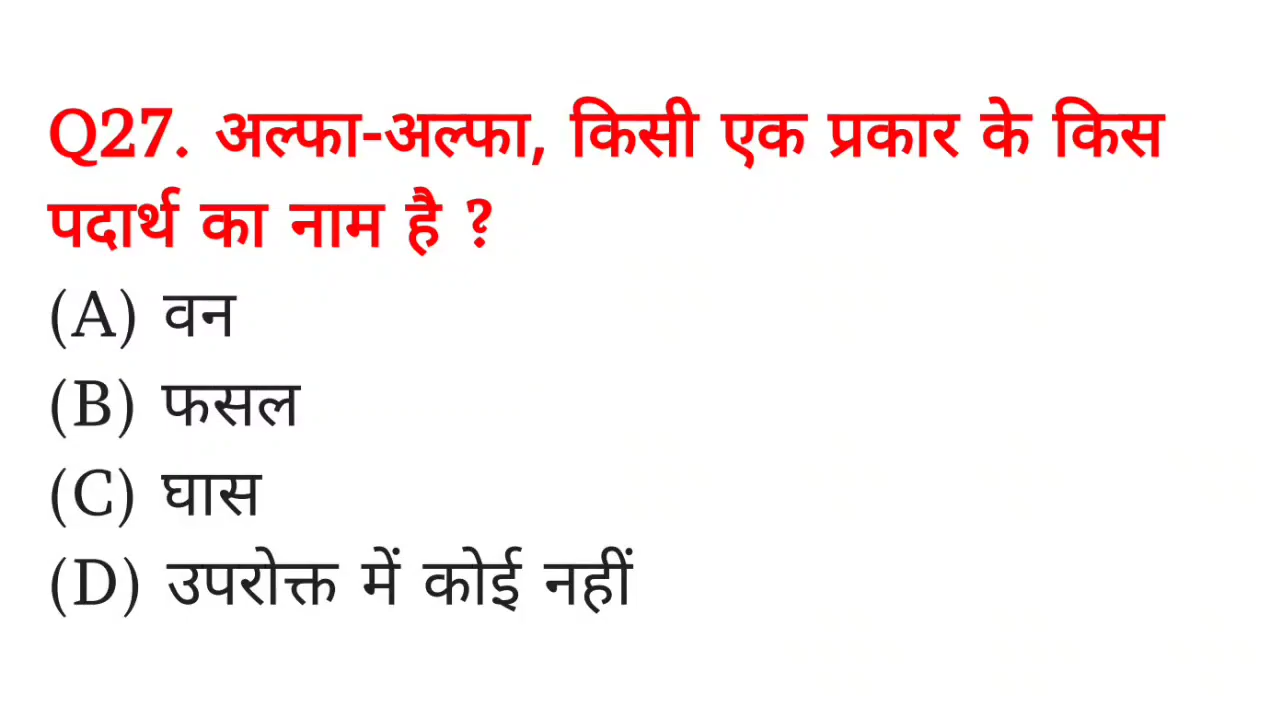 Q27. अल्फा-अल्फा, किसी एक प्रकार के किस
पदार्थ का नाम है ?
(A) वन
(B) फसल
(C) घास
(D) उपरोक्त में कोई नहीं